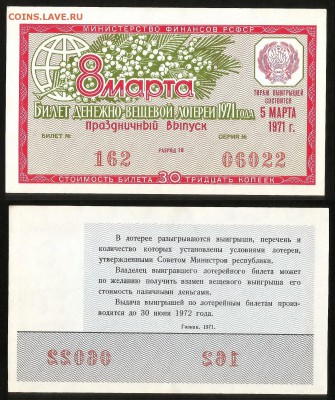 COINS.LAVE.RU
МИНИСТЕРСТВО ФИНАНСОВ РСФСР
8 марта
ТИРАЖ ВЫИГРЫШЕЙ
СОСТОИТСЯ
5 МАРТА
1971 г.
Билет денежно-вещевой лотереи 1971 года
Праздничный выпуск
БИЛЕТ №
РАЗРЯД 18
СЕРИЯ №
162
06022
СТОИМОСТЬ БИЛЕТА 30 ТРИДЦАТЬ КОПЕЕК
В лотерее разыгрываются выигрыши, перечень и
количество которых установлены условиями лотереи,
утвержденными Советом Министров республики.
Владелец выигравшего лотерейного билета может
по желанию получить взамен вещевого выигрыша его
стоимость наличными деньгами.
Выдача выигрышей по лотерейным билетам произ-
водится до 30 июня 1972 года.
Гознак. 1971.
06022
162